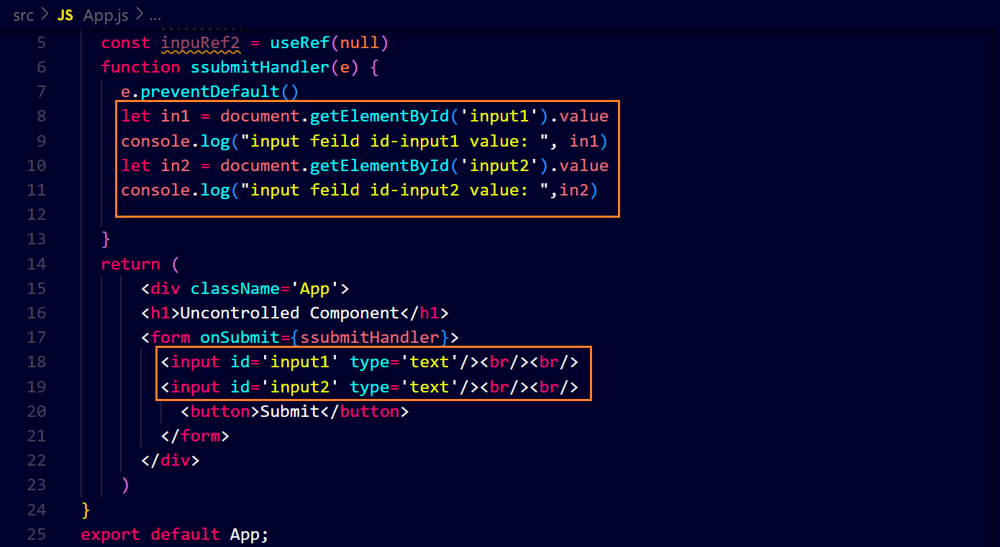 src > JS App.js > ...
5 const inpuRef2 = useRef(null)
6 function ssubmitHandler(e) {
7 e.preventDefault()
8 let in1 = document.getElementById('input1').value
9 console.log("input feild id-input1 value: ", in1)
10 let in2 = document.getElementById('input2').value
11 console.log("input feild id-input2 value: ",in2)
12
13 }
14 return (
15 <div className='App'>
16 <h1>Uncontrolled Component</h1>
17 <form onSubmit={ssubmitHandler}>
18 <input id='input1' type='text'/><br/><br/>
19 <input id='input2' type='text'/><br/><br/>
20 <button>Submit</button>
21 </form>
22 </div>
23 )
24 }
25 export default App;